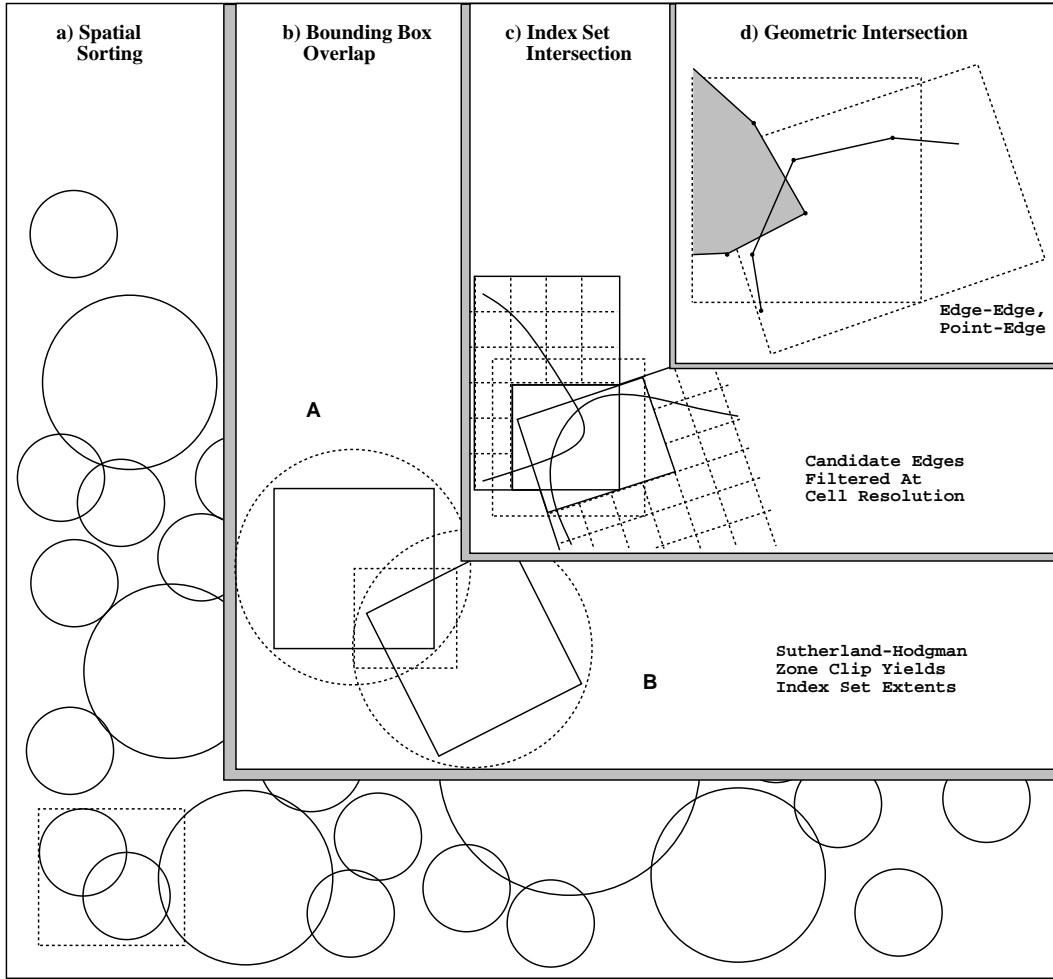 a) Spatial
Sorting
b) Bounding Box
Overlap
c) Index Set
Intersection
d) Geometric Intersection
Edge-Edge,
Point-Edge
A
Candidate Edges
Filtered At
Cell Resolution
Sutherland-Hodgman
Zone Clip Yields
Index Set Extents
B